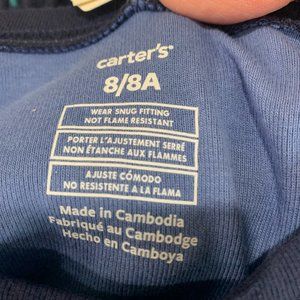 carter's®
8/8A
WEAR SNUG FITTING
NOT FLAME RESISTANT
PORTER L'AJUSTEMENT SERRÉ
NON ÉTANCHE AUX FLAMMES
AJUSTE CÓMODO
NO RESISTENTE A LA FLAMA
Made in Cambodia
Fabriqué au Cambodge
Hecho en Camboya